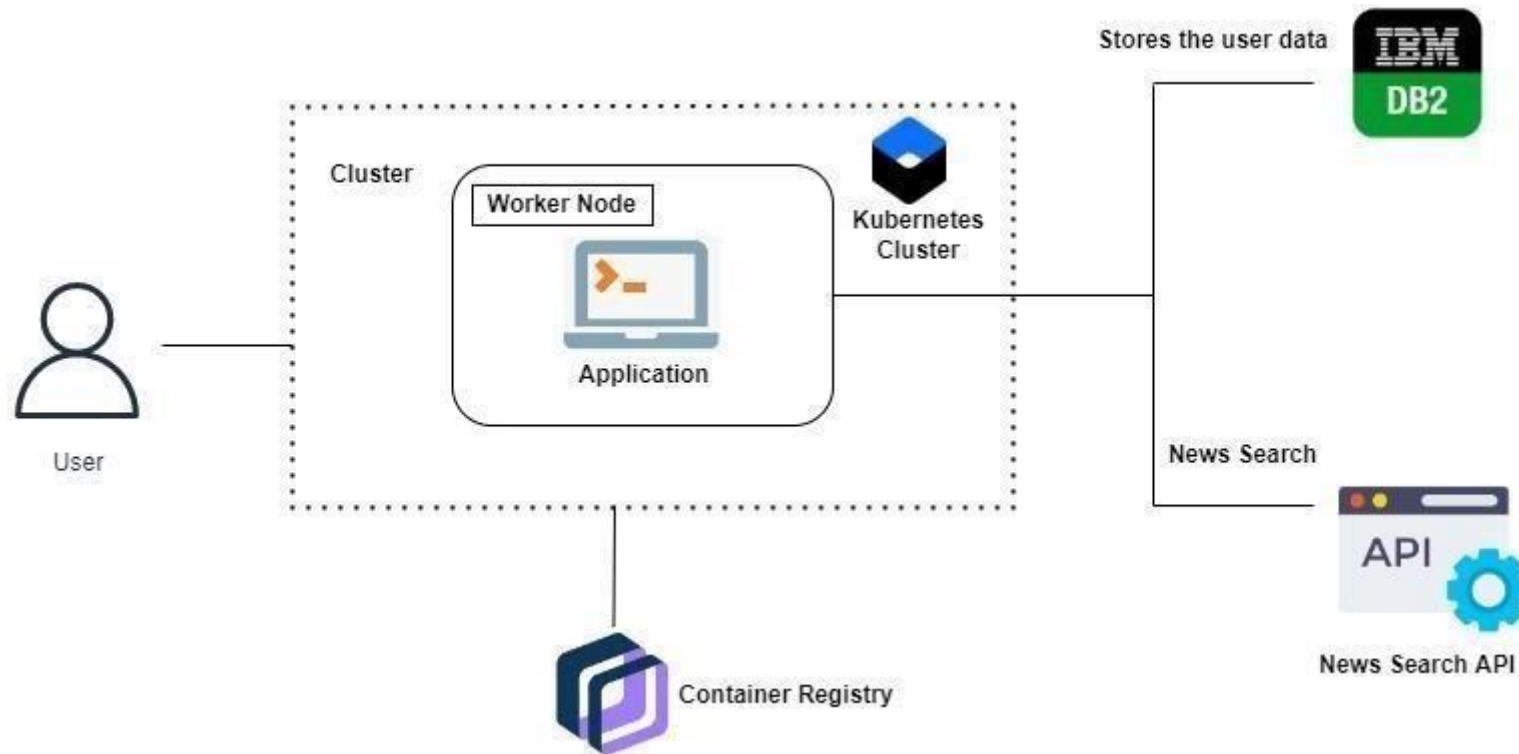 Stores the user data
IBM
DB2
Cluster
Worker Node
Kubernetes
Cluster
Application
User
News Search
API
News Search API
Container Registry